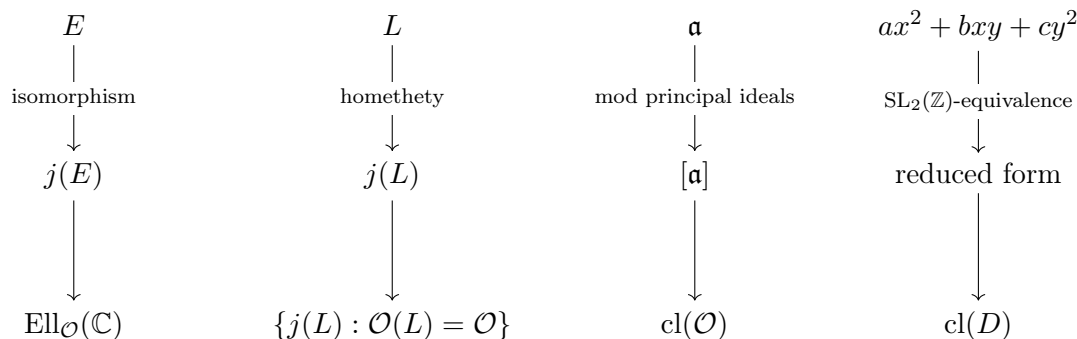 E L 𝔞 ax² + bxy + cy²
isomorphism homethety mod principal ideals SL₂(ℤ)-equivalence
j(E) j(L) [𝔞] reduced form
Ell_𝒪(ℂ) {j(L) : 𝒪(L) = 𝒪} cl(𝒪) cl(D)